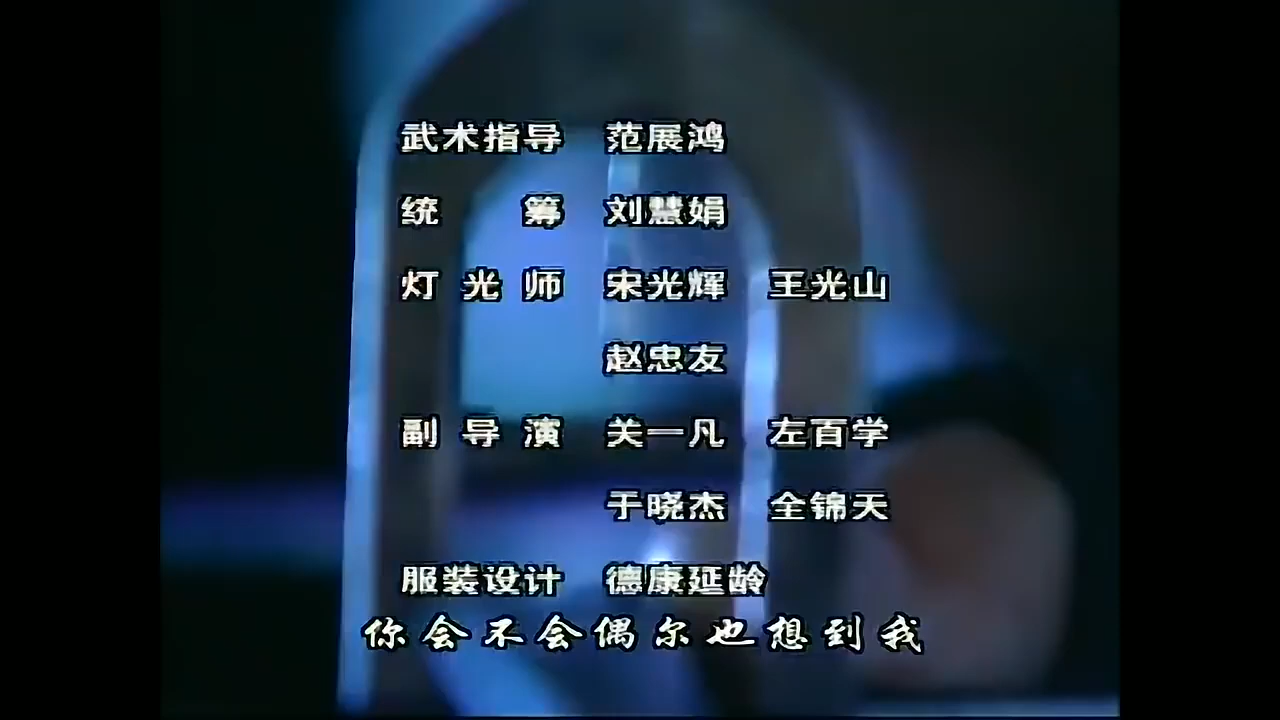 武术指导 范展鸿
统筹 刘慧娟
灯光师 宋光辉 王光山
赵忠友
副导演 关一凡 左百学
于晓杰 全锦天
服装设计 德康延龄
你会不会偶尔也想到我